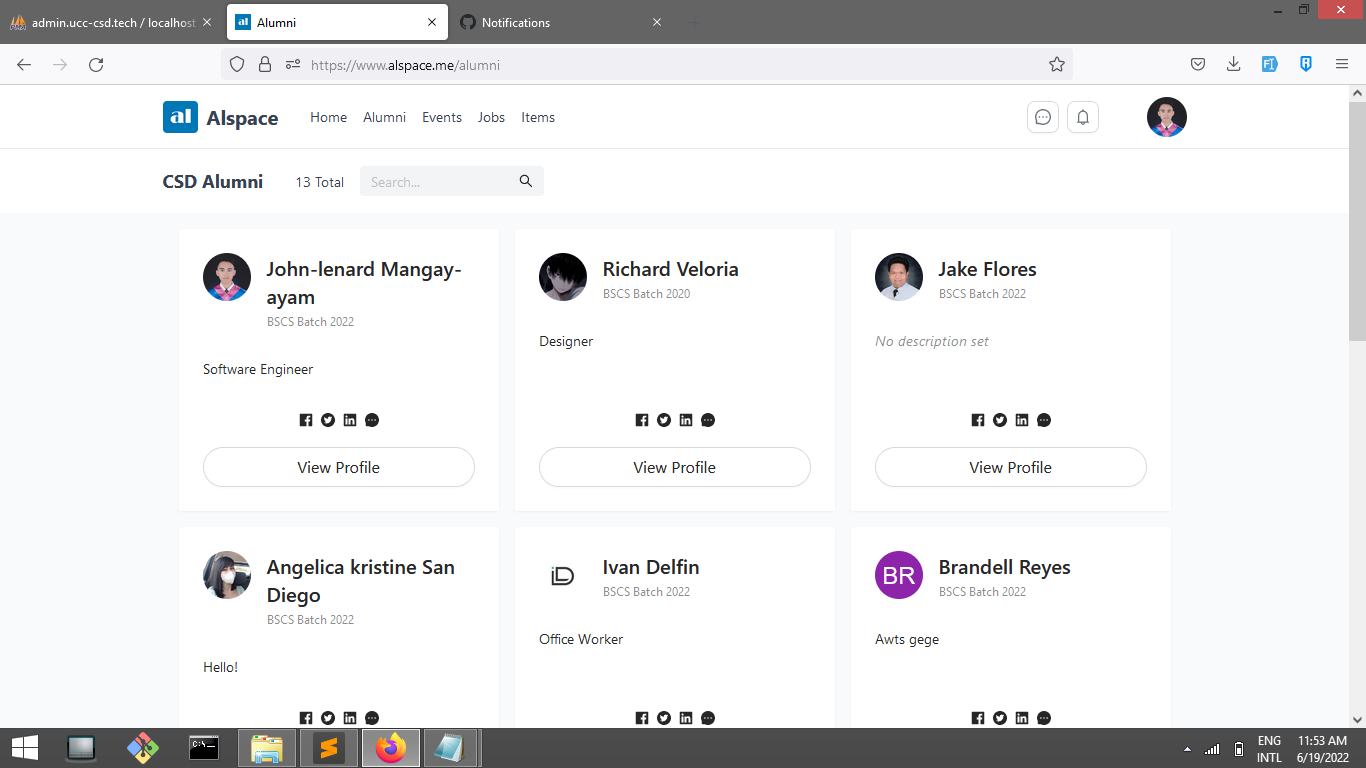 admin.ucc-csd.tech / localhost
Alumni
Notifications
https://www.alspace.me/alumni
al Alspace Home Alumni Events Jobs Items
CSD Alumni 13 Total Search...
John-lenard Mangay-
ayam
BSCS Batch 2022
Software Engineer
View Profile
Richard Veloria
BSCS Batch 2020
Designer
View Profile
Jake Flores
BSCS Batch 2022
No description set
View Profile
Angelica kristine San
Diego
BSCS Batch 2022
Hello!
iD
Ivan Delfin
BSCS Batch 2022
Office Worker
BR
Brandell Reyes
BSCS Batch 2022
Awts gege
ENG 11:53 AM
INTL 6/19/2022